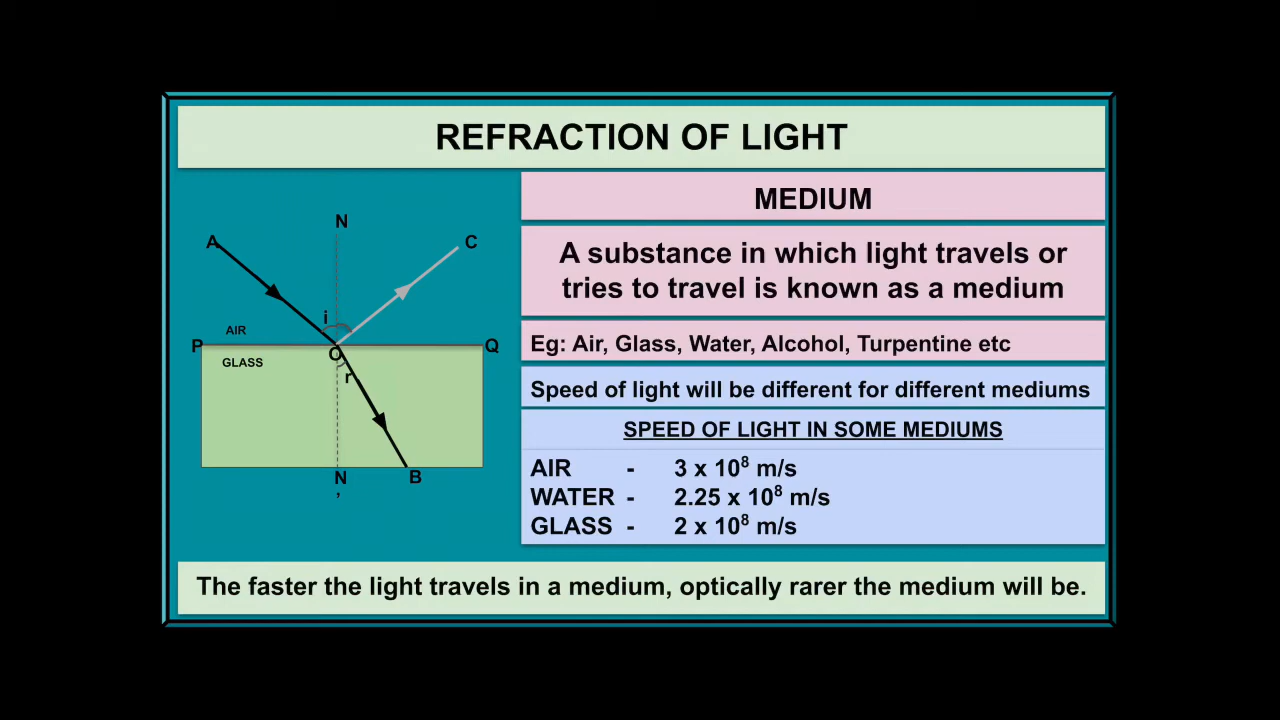 REFRACTION OF LIGHT
MEDIUM
A substance in which light travels or
tries to travel is known as a medium
Eg: Air, Glass, Water, Alcohol, Turpentine etc
Speed of light will be different for different mediums
SPEED OF LIGHT IN SOME MEDIUMS
AIR - 3 x 10⁸ m/s
WATER - 2.25 x 10⁸ m/s
GLASS - 2 x 10⁸ m/s
N
A
C
i
AIR
P
Q
O
GLASS
r
N
’
B
The faster the light travels in a medium, optically rarer the medium will be.